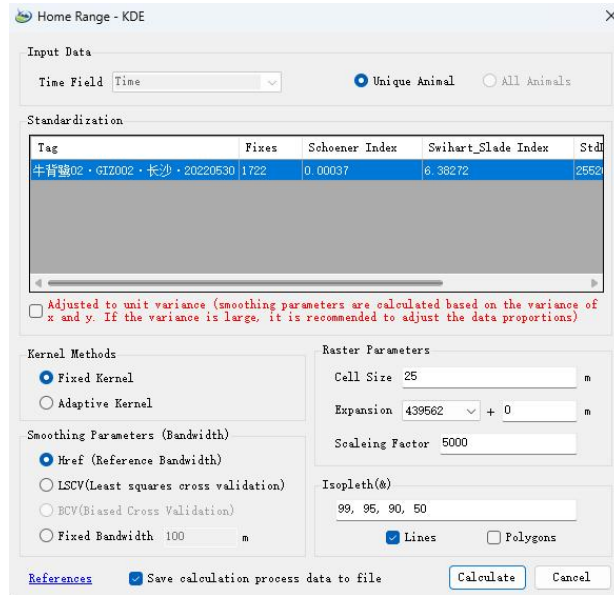 Home Range - KDE
Input Data
Time Field Time
Unique Animal All Animals
Standardization
Tag Fixes Schoener Index Swihart_Slade Index StdD
牛背鹭02・GIZ002・长沙・20220530 1722 0.00037 6.38272 25520
Adjusted to unit variance (smoothing parameters are calculated based on the variance of
x and y. If the variance is large, it is recommended to adjust the data proportions)
Kernel Methods
Fixed Kernel
Adaptive Kernel
Smoothing Parameters (Bandwidth)
Href (Reference Bandwidth)
LSCV(Least squares cross validation)
BCV(Biased Cross Validation)
Fixed Bandwidth 100 m
Raster Parameters
Cell Size 25 m
Expansion 439562 + 0 m
Scaleing Factor 5000
Isopleth(&)
99, 95, 90, 50
Lines Polygons
References Save calculation process data to file Calculate Cancel